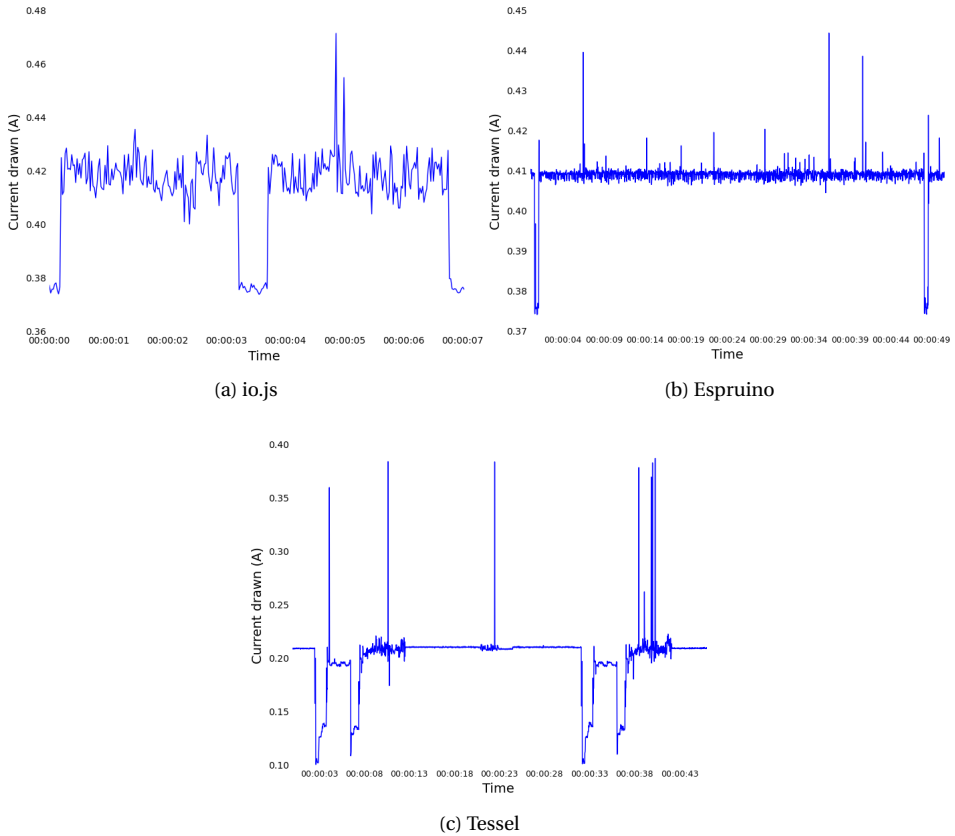 0.48
0.46
0.44
0.42
0.40
0.38
0.36
Current drawn (A)
00:00:00 00:00:01 00:00:02 00:00:03 00:00:04 00:00:05 00:00:06 00:00:07
Time
(a) io.js
0.45
0.44
0.43
0.42
0.41
0.40
0.39
0.38
0.37
Current drawn (A)
00:00:04 00:00:09 00:00:14 00:00:19 00:00:24 00:00:29 00:00:34 00:00:39 00:00:44 00:00:49
Time
(b) Espruino
0.40
0.35
0.30
0.25
0.20
0.15
0.10
Current drawn (A)
00:00:03 00:00:08 00:00:13 00:00:18 00:00:23 00:00:28 00:00:33 00:00:38 00:00:43
Time
(c) Tessel